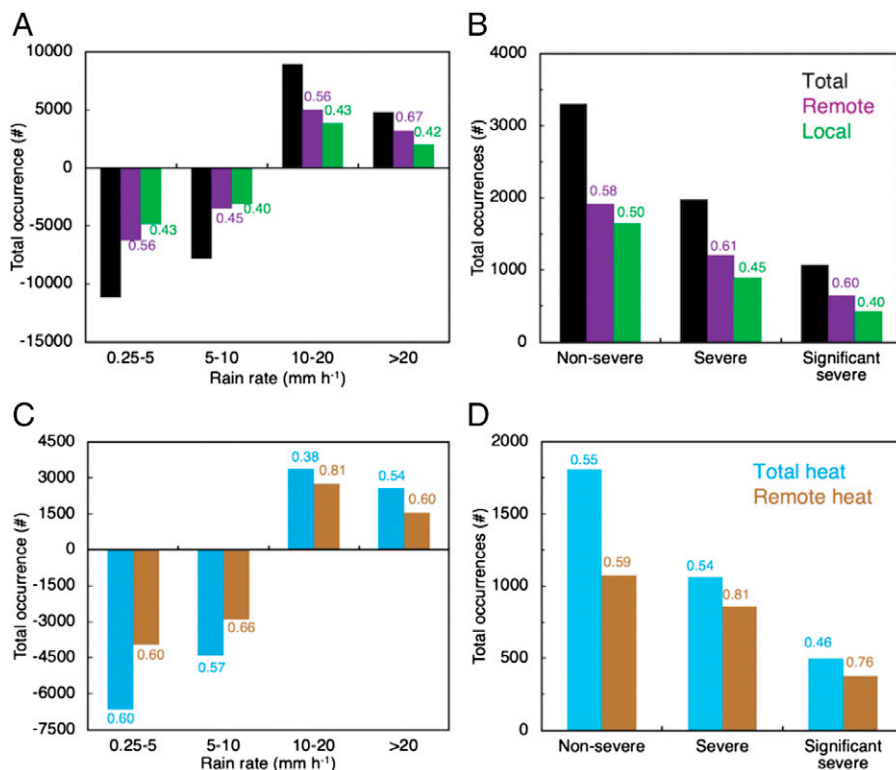 A
Total occurrence (#)
10000
5000
0
-5000
-10000
-15000
0.56
0.43
0.45
0.40
0.56
0.43
0.67
0.42
0.25-5
5-10
10-20
>20
Rain rate (mm h-1)
B
Total occurrences (#)
4000
3000
2000
1000
0
Total
Remote
Local
0.58
0.50
0.61
0.45
0.60
0.40
Non-severe
Severe
Significant
severe
C
Total occurrence (#)
4500
3000
1500
0
-1500
-3000
-4500
-6000
-7500
0.60
0.60
0.57
0.66
0.38
0.81
0.54
0.60
0.25-5
5-10
10-20
>20
Rain rate (mm h-1)
D
Total occurrences (#)
2000
1500
1000
500
0
Total heat
Remote heat
0.55
0.59
0.54
0.81
0.46
0.76
Non-severe
Severe
Significant
severe